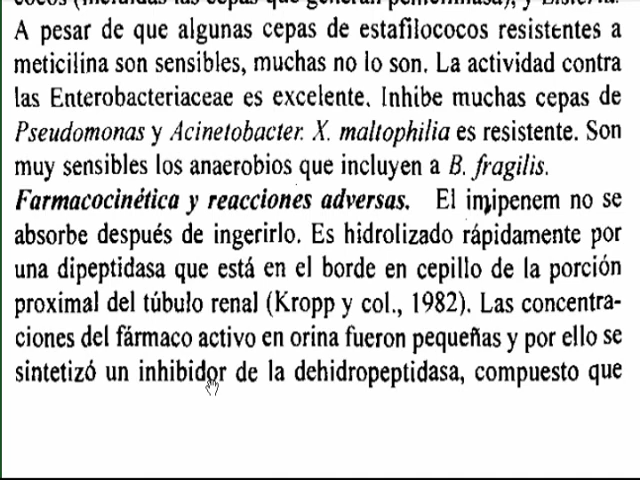 A pesar de que algunas cepas de estafilococos resistentes a
meticilina son sensibles, muchas no lo son. La actividad contra
las Enterobacteriaceae es excelente. Inhibe muchas cepas de
Pseudomonas y Acinetobacter. X. maltophilia es resistente. Son
muy sensibles los anaerobios que incluyen a B. fragilis.
Farmacocinética y reacciones adversas. El imipenem no se
absorbe después de ingerirlo. Es hidrolizado rápidamente por
una dipeptidasa que está en el borde en cepillo de la porción
proximal del túbulo renal (Kropp y col., 1982). Las concentra-
ciones del fármaco activo en orina fueron pequeñas y por ello se
sintetizó un inhibidor de la dehidropeptidasa, compuesto que